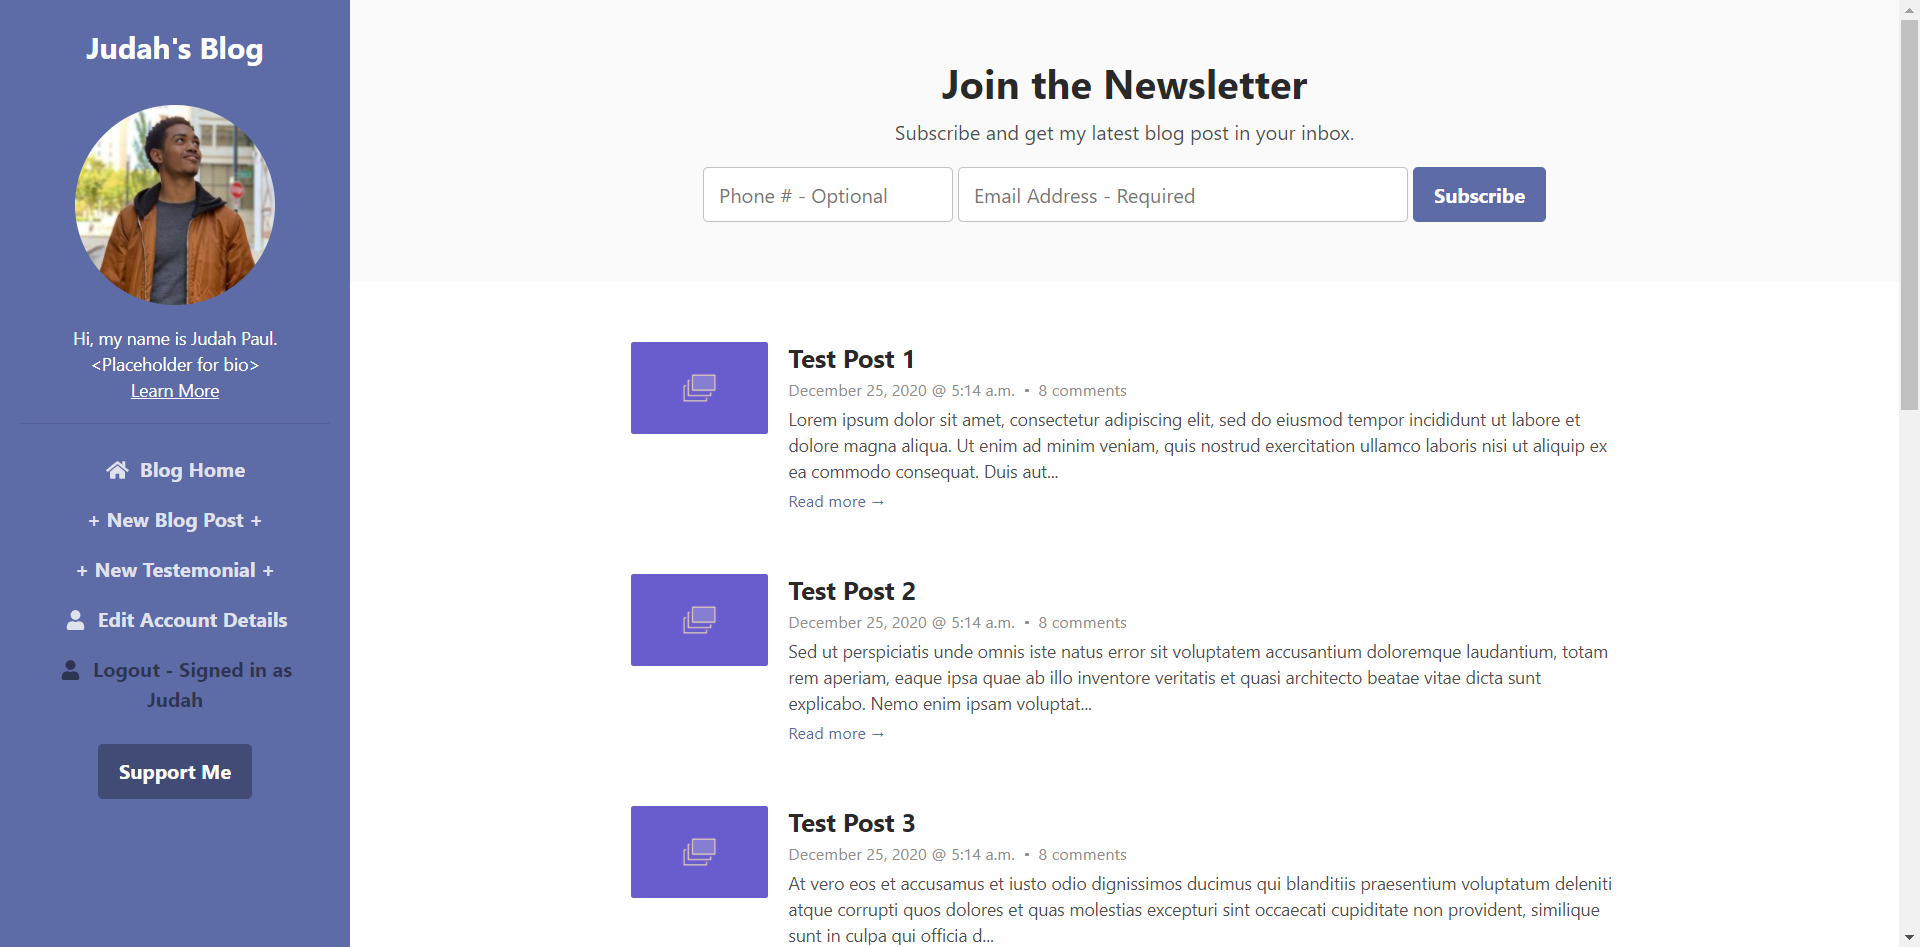 Judah's Blog
Hi, my name is Judah Paul.
<Placeholder for bio>
Learn More
Blog Home
+ New Blog Post +
+ New Testemonial +
Edit Account Details
Logout - Signed in as
Judah
Support Me
Join the Newsletter
Subscribe and get my latest blog post in your inbox.
Phone # - Optional
Email Address - Required
Subscribe
Test Post 1
December 25, 2020 @ 5:14 a.m. • 8 comments
Lorem ipsum dolor sit amet, consectetur adipiscing elit, sed do eiusmod tempor incididunt ut labore et
dolore magna aliqua. Ut enim ad minim veniam, quis nostrud exercitation ullamco laboris nisi ut aliquip ex
ea commodo consequat. Duis aut...
Read more →
Test Post 2
December 25, 2020 @ 5:14 a.m. • 8 comments
Sed ut perspiciatis unde omnis iste natus error sit voluptatem accusantium doloremque laudantium, totam
rem aperiam, eaque ipsa quae ab illo inventore veritatis et quasi architecto beatae vitae dicta sunt
explicabo. Nemo enim ipsam voluptat...
Read more →
Test Post 3
December 25, 2020 @ 5:14 a.m. • 8 comments
At vero eos et accusamus et iusto odio dignissimos ducimus qui blanditiis praesentium voluptatum deleniti
atque corrupti quos dolores et quas molestias excepturi sint occaecati cupiditate non provident, similique
sunt in culpa qui officia d...